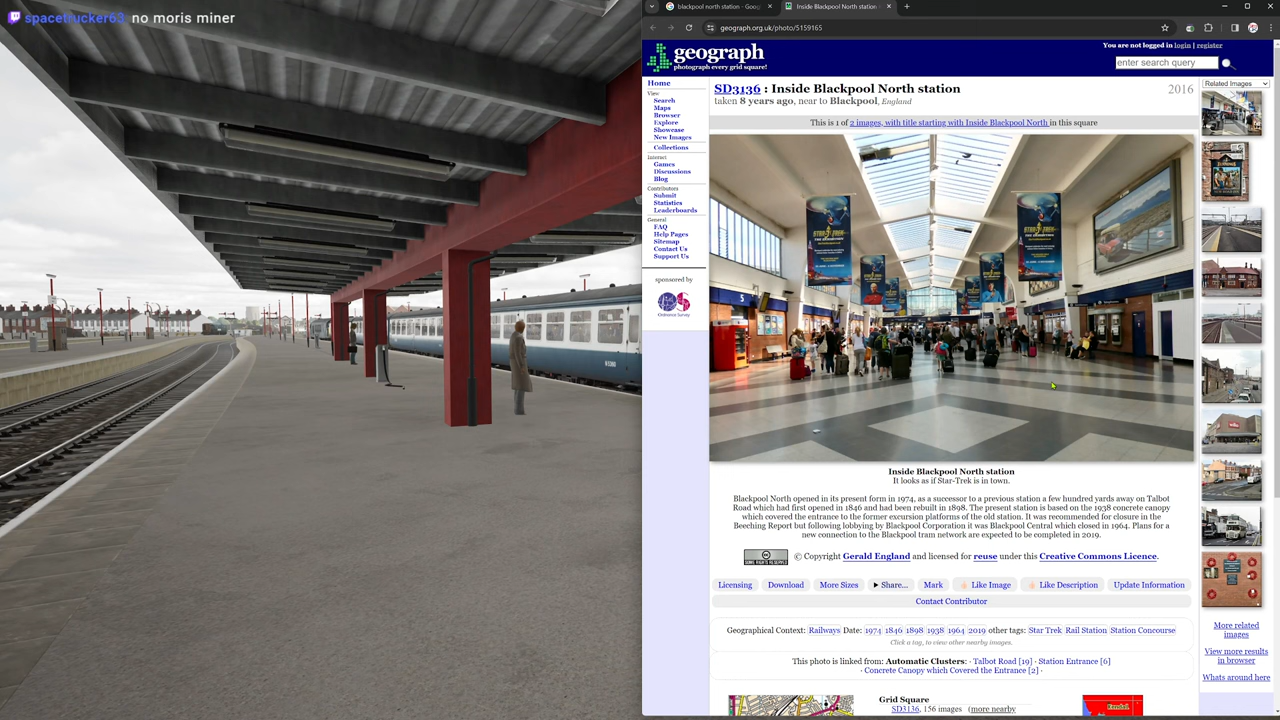 spacetrucker63: no moris miner
blackpool north station - Goog
Inside Blackpool North station
geograph.org.uk/photo/5159165
geograph
photograph every grid square!
You are not logged in login | register
enter search query
Home
View
Search
Maps
Browser
Explore
Showcase
New Images
Collections
Interact
Games
Discussions
Blog
Contributors
Submit
Statistics
Leaderboards
General
FAQ
Help Pages
Sitemap
Contact Us
Support Us
sponsored by
Ordnance Survey
SD3136 : Inside Blackpool North station
2016
taken 8 years ago, near to Blackpool, England
This is 1 of 2 images, with title starting with Inside Blackpool North in this square
STAR TREK
STAR TREK
5
Inside Blackpool North station
It looks as if Star-Trek is in town.
Blackpool North opened in its present form in 1974, as a successor to a previous station a few hundred yards away on Talbot
Road which had first opened in 1846 and had been rebuilt in 1898. The present station is based on the 1938 concrete canopy
which covered the entrance to the former excursion platforms of the old station. It was recommended for closure in the
Beeching Report but following lobbying by Blackpool Corporation it was Blackpool Central which closed in 1964. Plans for a
new connection to the Blackpool tram network are expected to be completed in 2019.
SOME RIGHTS RESERVED
© Copyright Gerald England and licensed for reuse under this Creative Commons Licence.
Licensing
Download
More Sizes
Share...
Mark
Like Image
Like Description
Update Information
Contact Contributor
Geographical Context: Railways Date: 1974 1846 1898 1938 1964 2019 other tags: Star Trek Rail Station Station Concourse
Click a tag, to view other nearby images.
This photo is linked from: Automatic Clusters: · Talbot Road [19] · Station Entrance [6]
· Concrete Canopy which Covered the Entrance [2] ·
Grid Square
SD3136, 156 images (more nearby
Kendal
Related Images
More related
images
View more results
in browser
Whats around here